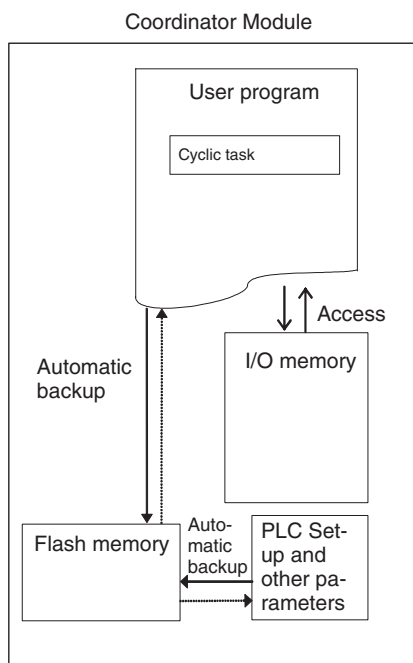 Coordinator Module
User program
Cyclic task
Access
I/O memory
Automatic
backup
Flash memory
Auto-
matic
backup
PLC Set-
up and
other pa-
rameters